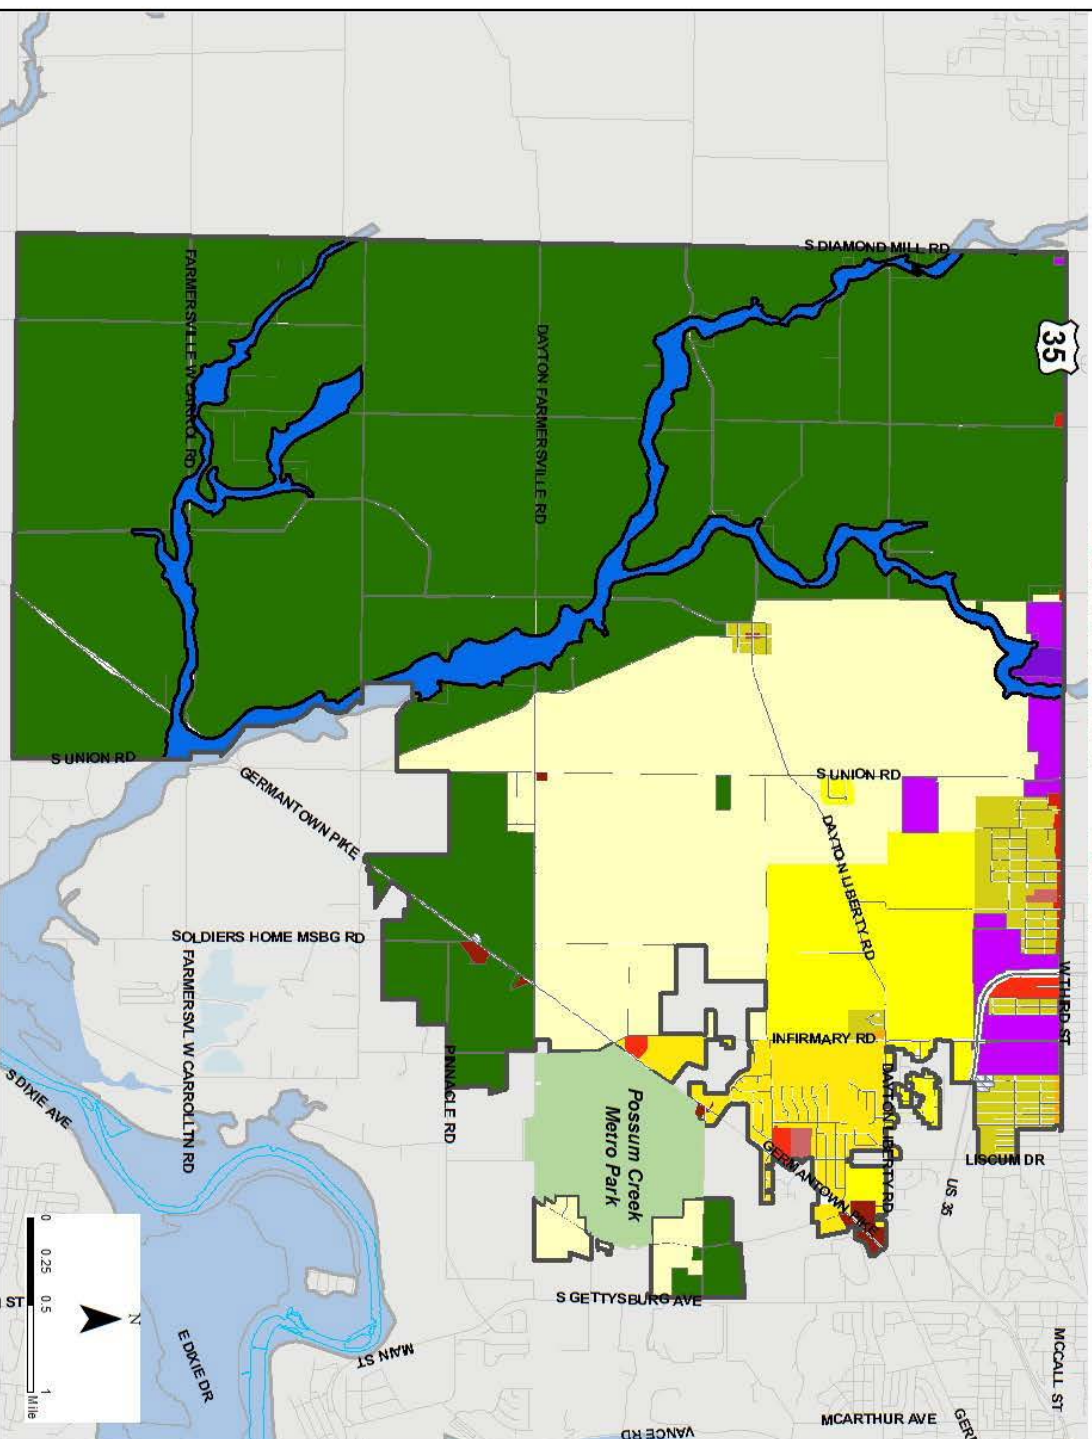 S DIAMOND MILL RD
35
FARMERSVILLE-W CARROL RD
DAYTON FARMERSVILLE RD
S UNION RD
S UNION RD
GERMANTOWN PIKE
DAYTON LIBERTY RD
SOLDIERS HOME MSBG RD
FARMERSVL W CARROLLTN RD
W THIRD ST
INFIRMARY RD
PINNACLE RD
S DIXIE AVE
Possum Creek
Metro Park
DAYTON LIBERTY RD
GERMANTOWN PIKE
LISCUM DR
US 35
S GETTYSBURG AVE
0 0.25 0.5 1
Mile
N
ST
E DIXIE DR
MAIN ST
MCCALL ST
MCARTHUR AVE
GERM
VANCE RD